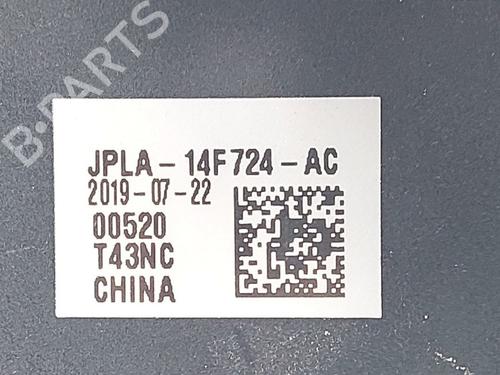 B-PARTS
JPLA-14F724-AC
2019-07-22
00520
T43NC
CHINA